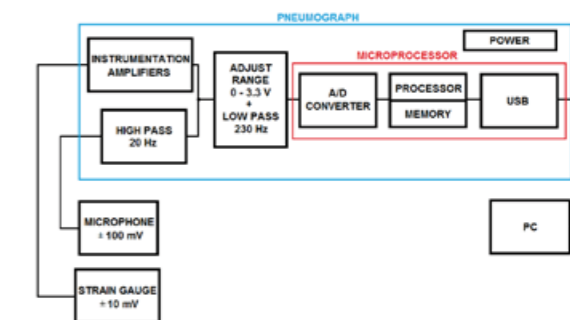 PNEUMOGRAPH
POWER
INSTRUMENTATION
AMPLIFIERS
MICROPROCESSOR
ADJUST
RANGE
0 - 3.3 V
+
LOW PASS
230 Hz
A/D
CONVERTER
PROCESSOR
MEMORY
USB
HIGH PASS
20 Hz
MICROPHONE
± 100 mV
PC
STRAIN GAUGE
±10 mV